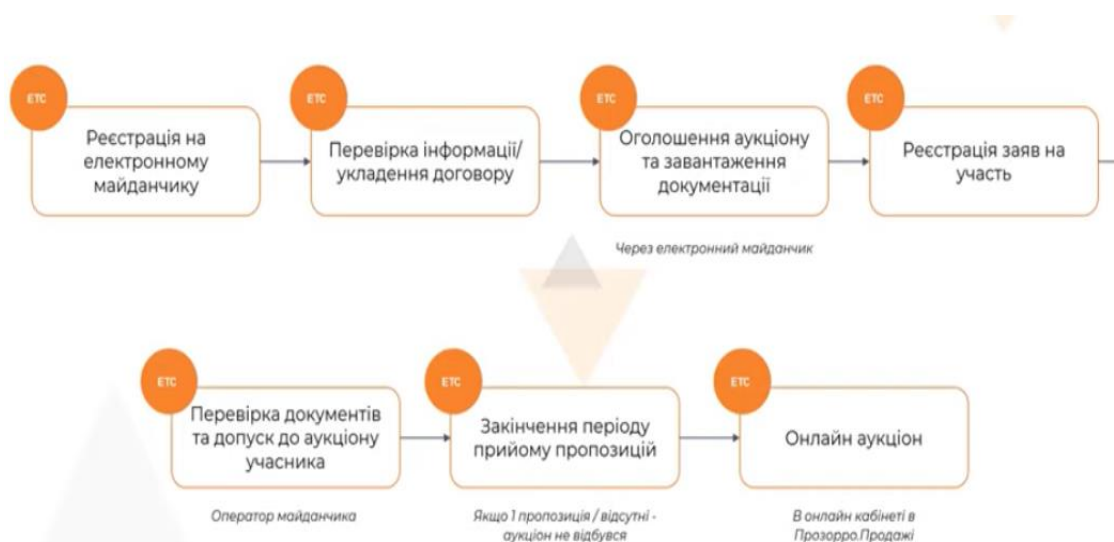 ETC
Реєстрація на
електронному
майданчику
ETC
Перевірка інформації/
укладення договору
ETC
Оголошення аукціону
та завантаження
документації
Через електронний майданчик
ETC
Реєстрація заяв на
участь
ETC
Перевірка документів
та допуск до аукціону
учасника
Оператор майданчика
ETC
Закінчення періоду
прийому пропозицій
Якщо 1 пропозиція / відсутні -
аукціон не відбувся
ETC
Онлайн аукціон
В онлайн кабінеті в
Прозорро.Продажі